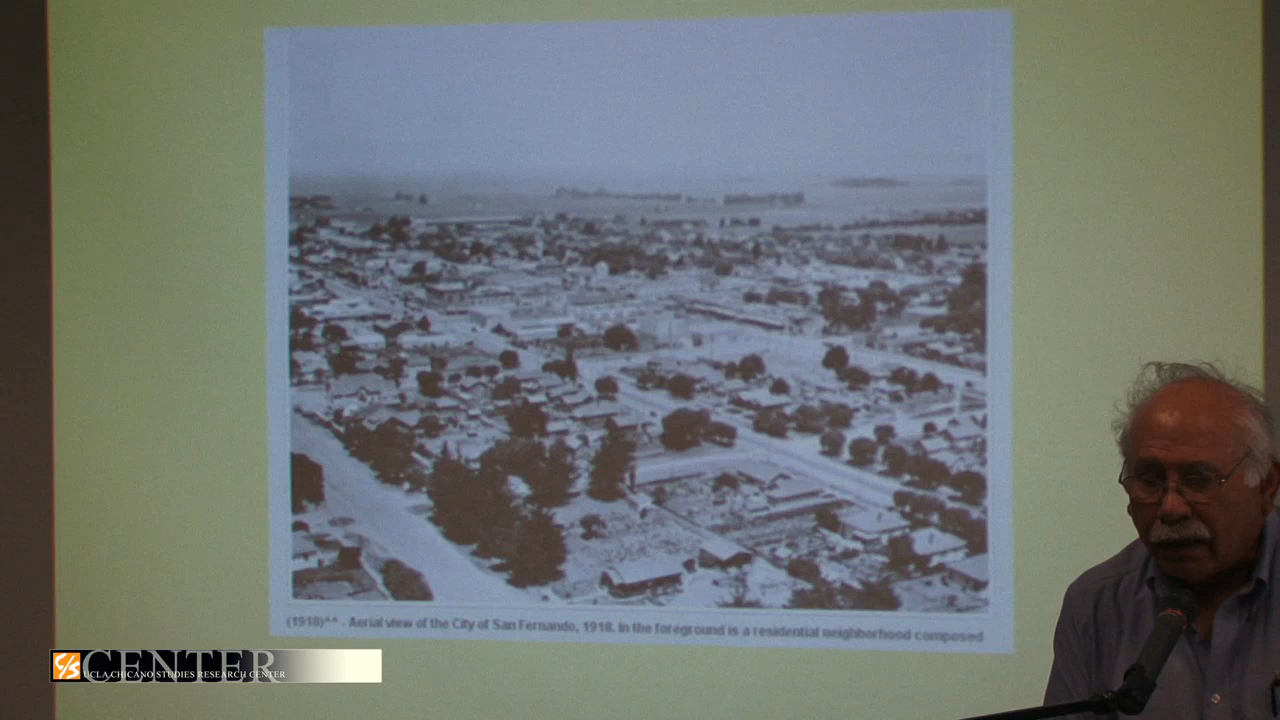 (1918)^^ - Aerial view of the City of San Fernando, 1918. In the foreground is a residential neighborhood composed
CENTER
UCLA CHICANO STUDIES RESEARCH CENTER